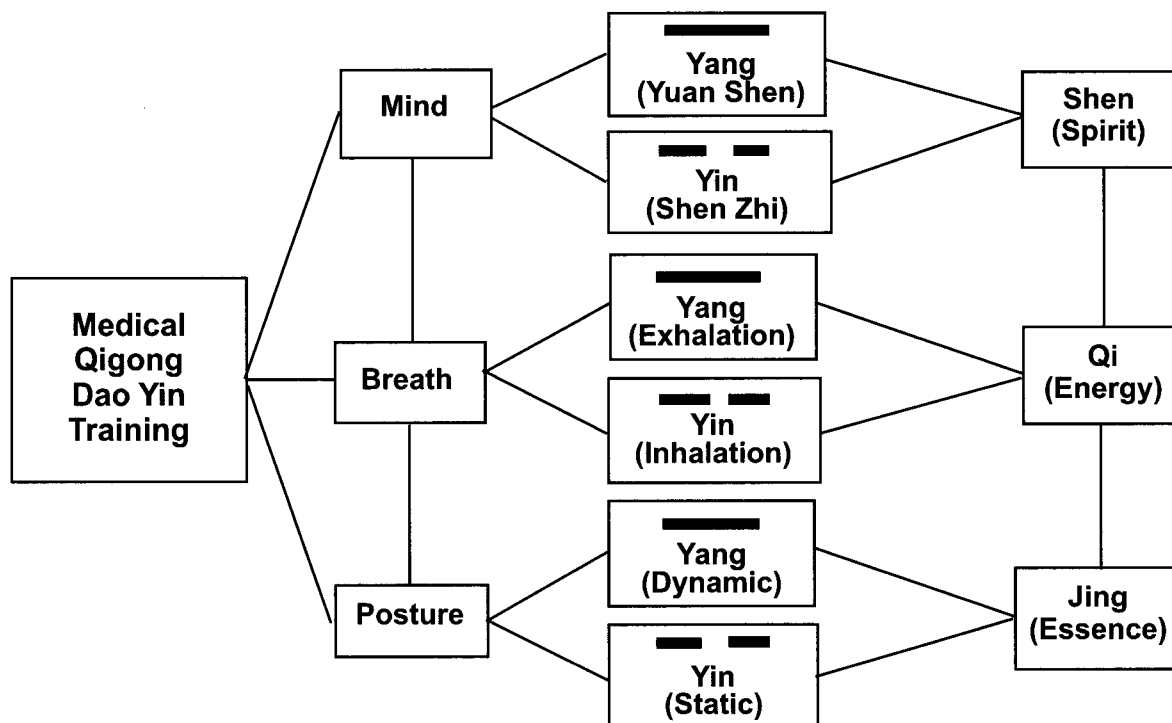 Medical
Qigong
Dao Yin
Training
Mind
Breath
Posture
Yang
(Yuan Shen)
Yin
(Shen Zhi)
Yang
(Exhalation)
Yin
(Inhalation)
Yang
(Dynamic)
Yin
(Static)
Shen
(Spirit)
Qi
(Energy)
Jing
(Essence)